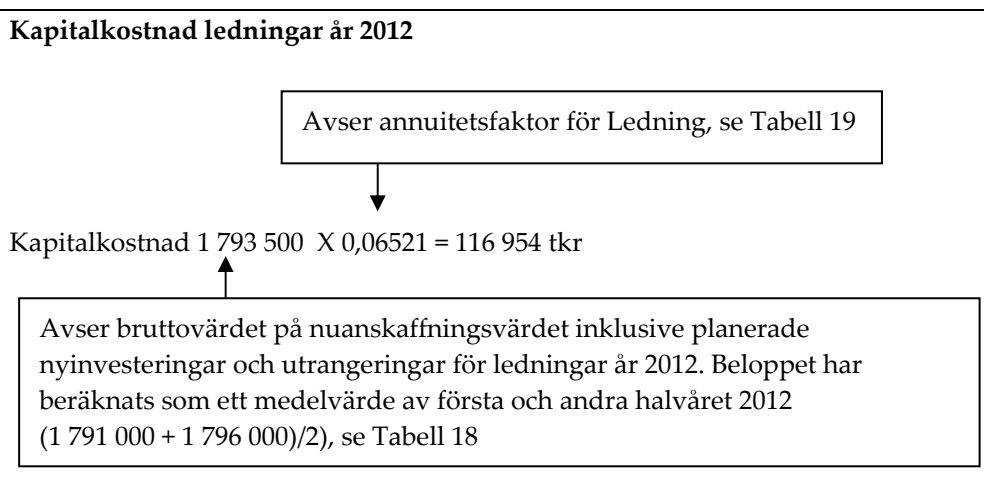 Kapitalkostnad ledningar år 2012
Avser annuitetsfaktor för Ledning, se Tabell 19
Kapitalkostnad 1 793 500 X 0,06521 = 116 954 tkr
Avser bruttovärdet på nuanskaffningsvärdet inklusive planerade
nyinvesteringar och utrangeringar för ledningar år 2012. Beloppet har
beräknats som ett medelvärde av första och andra halvåret 2012
(1 791 000 + 1 796 000)/2), se Tabell 18